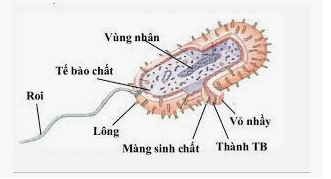 Vùng nhân
Tế bào chất
Roi
Lông
Vỏ nhầy
Màng sinh chất
Thành TB